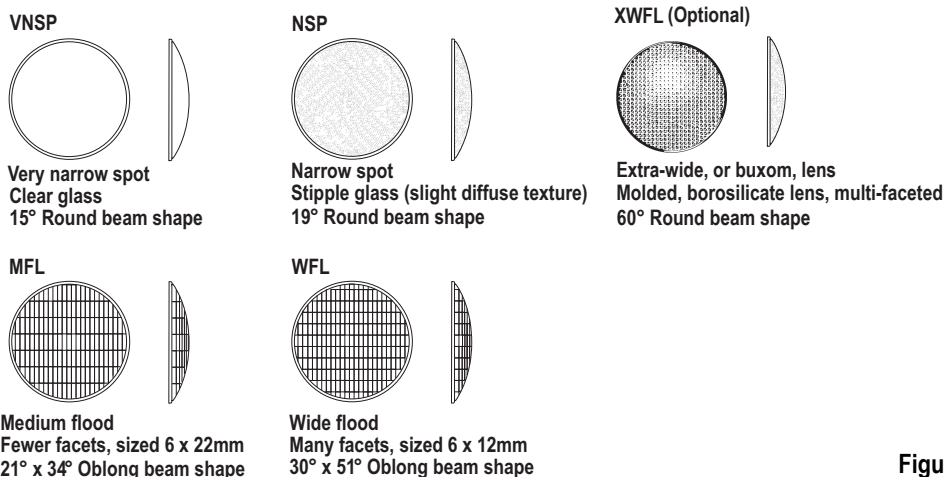 VNSP
Very narrow spot
Clear glass
15° Round beam shape
NSP
Narrow spot
Stipple glass (slight diffuse texture)
19° Round beam shape
XWFL (Optional)
Extra-wide, or buxom, lens
Molded, borosilicate lens, multi-faceted
60° Round beam shape
MFL
Medium flood
Fewer facets, sized 6 x 22mm
21° x 34° Oblong beam shape
WFL
Wide flood
Many facets, sized 6 x 12mm
30° x 51° Oblong beam shape
Figu